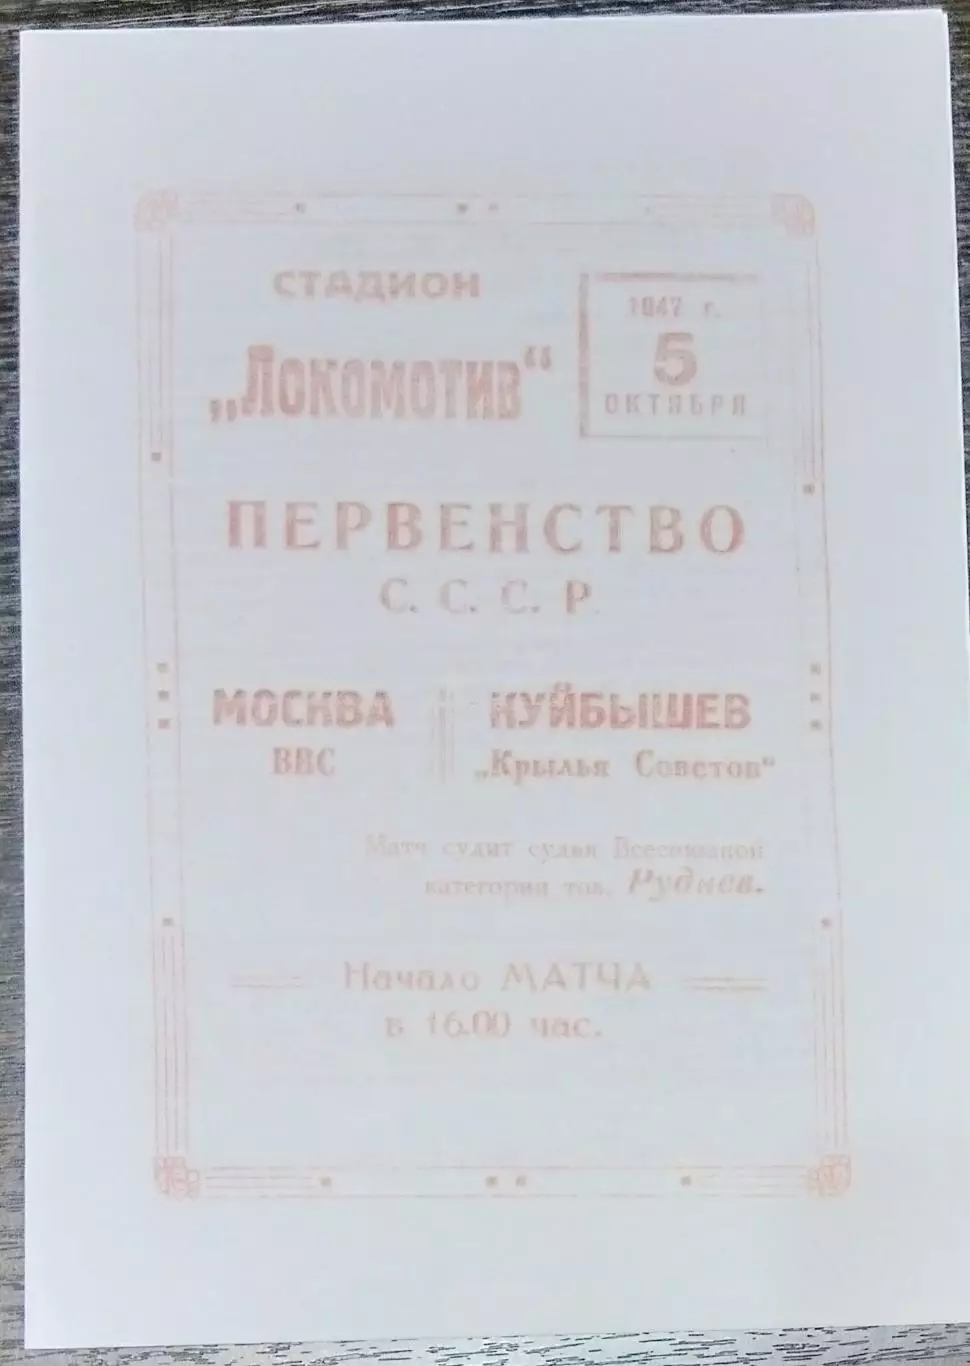 СТАДИОН
„ЛОКОМОТИВ“
1947 г.
5
ОКТЯБРЯ
ПЕРВЕНСТВО
С. С. С. Р.
МОСКВА
ВВС
КУЙБЫШЕВ
„Крылья Советов“
Матч судит судья Всесоюзной
категории тов. Руднев.
Начало МАТЧА
в 16.00 час.